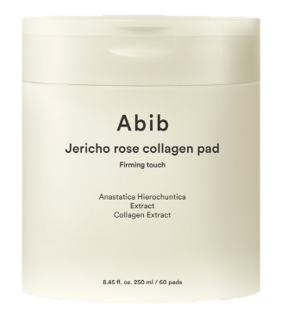 Abib
Jericho rose collagen pad
Firming touch
Anastatica Hierochuntica
Extract
Collagen Extract
8.45 fl. oz. 250 ml / 60 pads